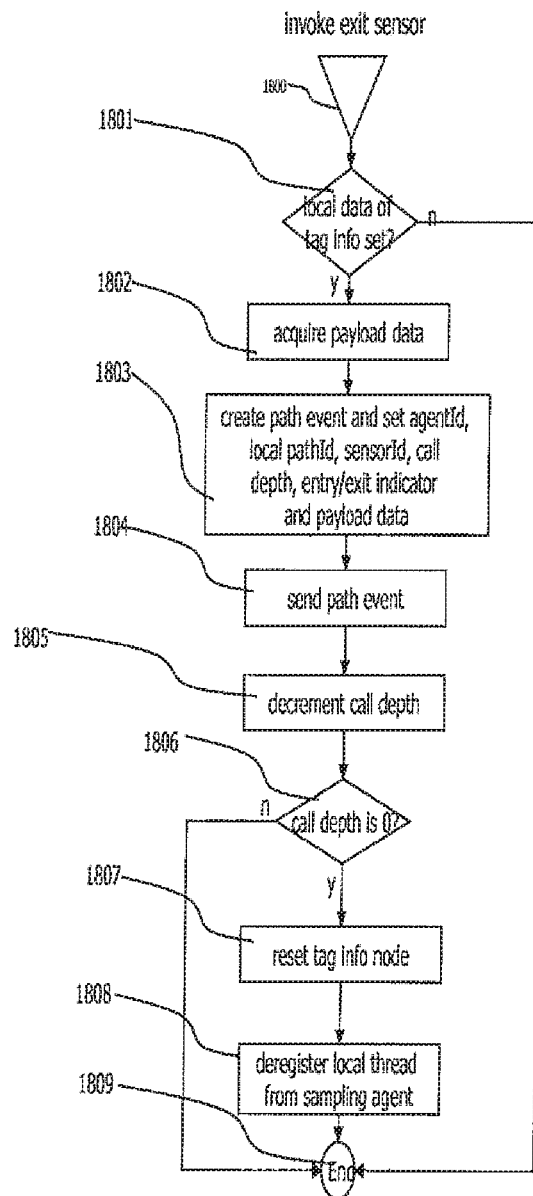 invoke exit sensor
1800
1801
local data of
tag info set?
n
y
1802
acquire payload data
1803
create path event and set agentId,
local pathId, sensorId, call
depth, entry/exit indicator
and payload data
1804
send path event
1805
decrement call depth
1806
n
call depth is 0?
y
1807
reset tag info node
1808
deregister local thread
from sampling agent
1809
End